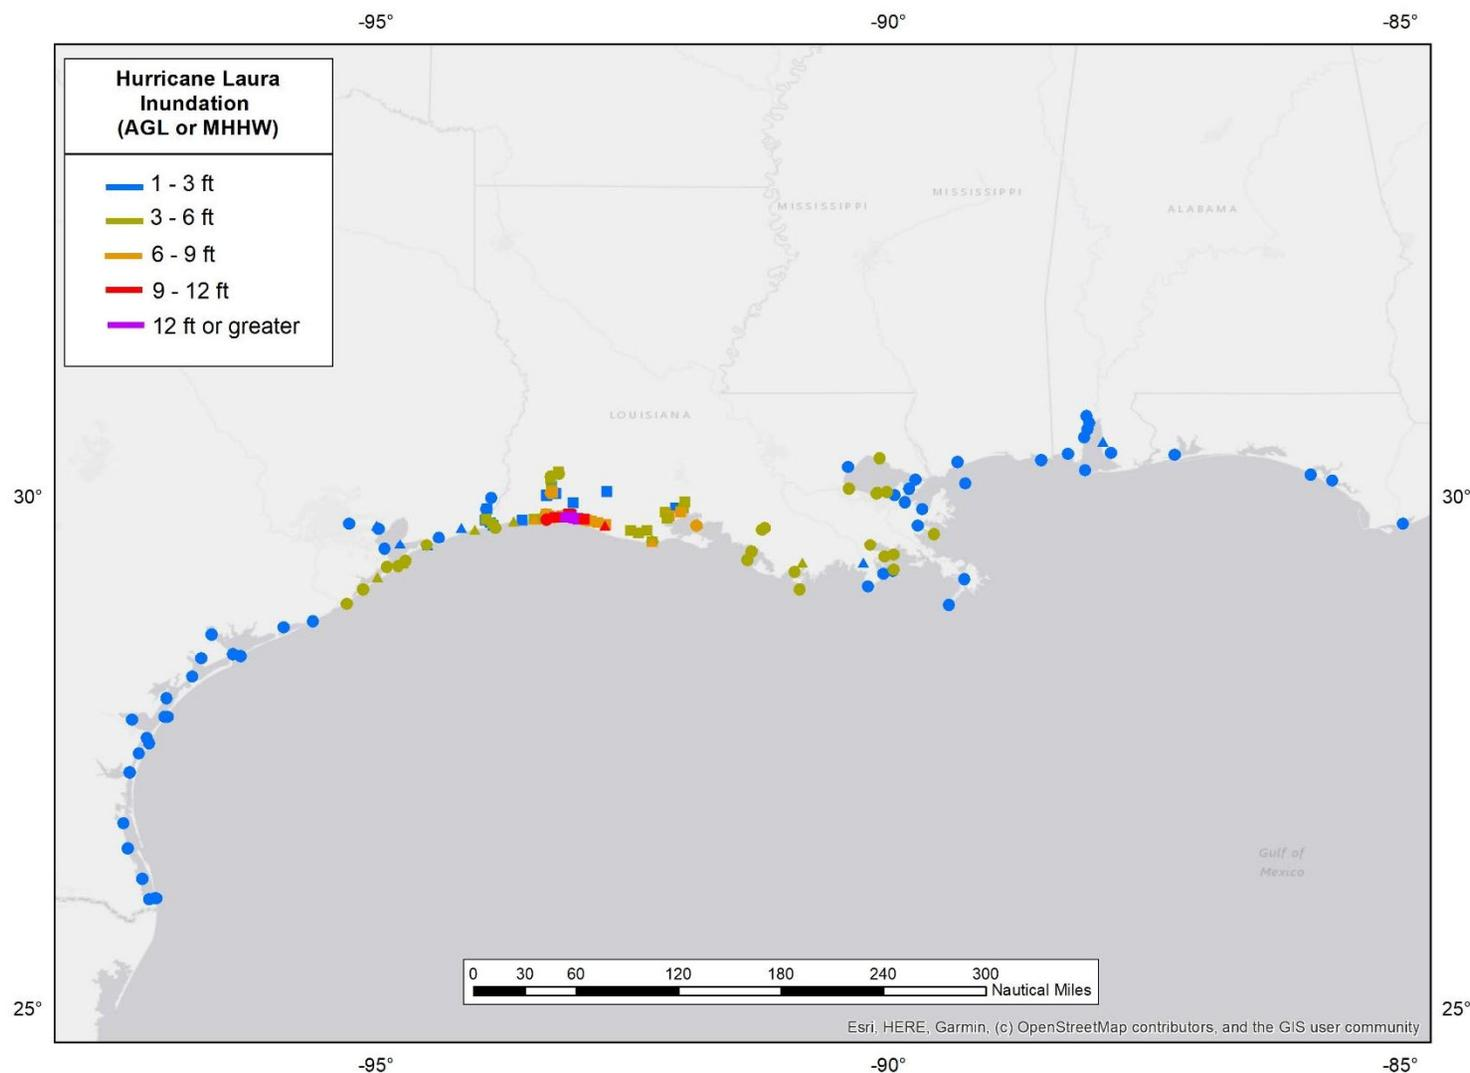 -95° -90° -85°
Hurricane Laura
Inundation
(AGL or MHHW)
1 - 3 ft
3 - 6 ft
6 - 9 ft
9 - 12 ft
12 ft or greater
MISSISSIPPI
MISSISSIPPI
ALABAMA
LOUISIANA
30° 30°
Gulf of
Mexico
0 30 60 120 180 240 300
Nautical Miles
25° 25°
Esri, HERE, Garmin, (c) OpenStreetMap contributors, and the GIS user community
-95° -90° -85°